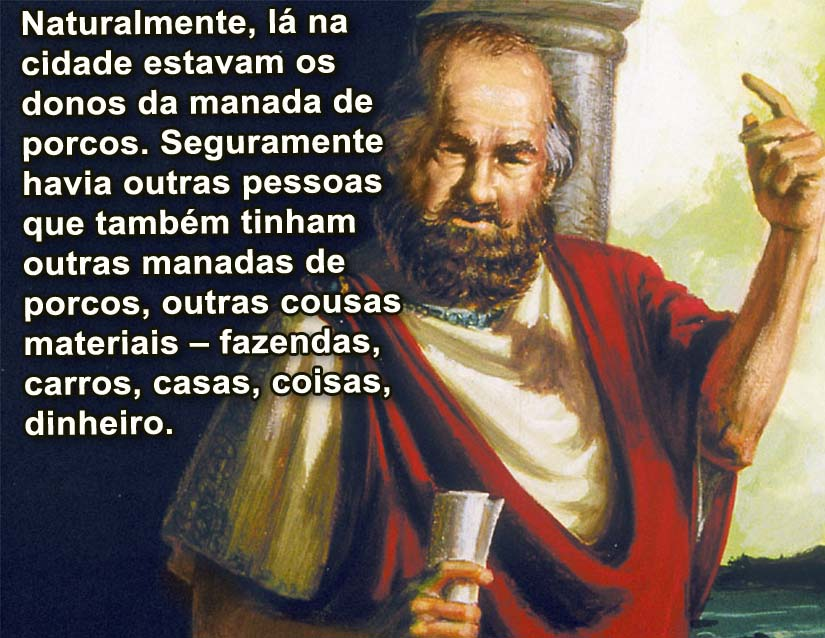 Naturalmente, lá na
cidade estavam os
donos da manada de
porcos. Seguramente
havia outras pessoas
que também tinham
outras manadas de
porcos, outras cousas
materiais – fazendas,
carros, casas, coisas,
dinheiro.